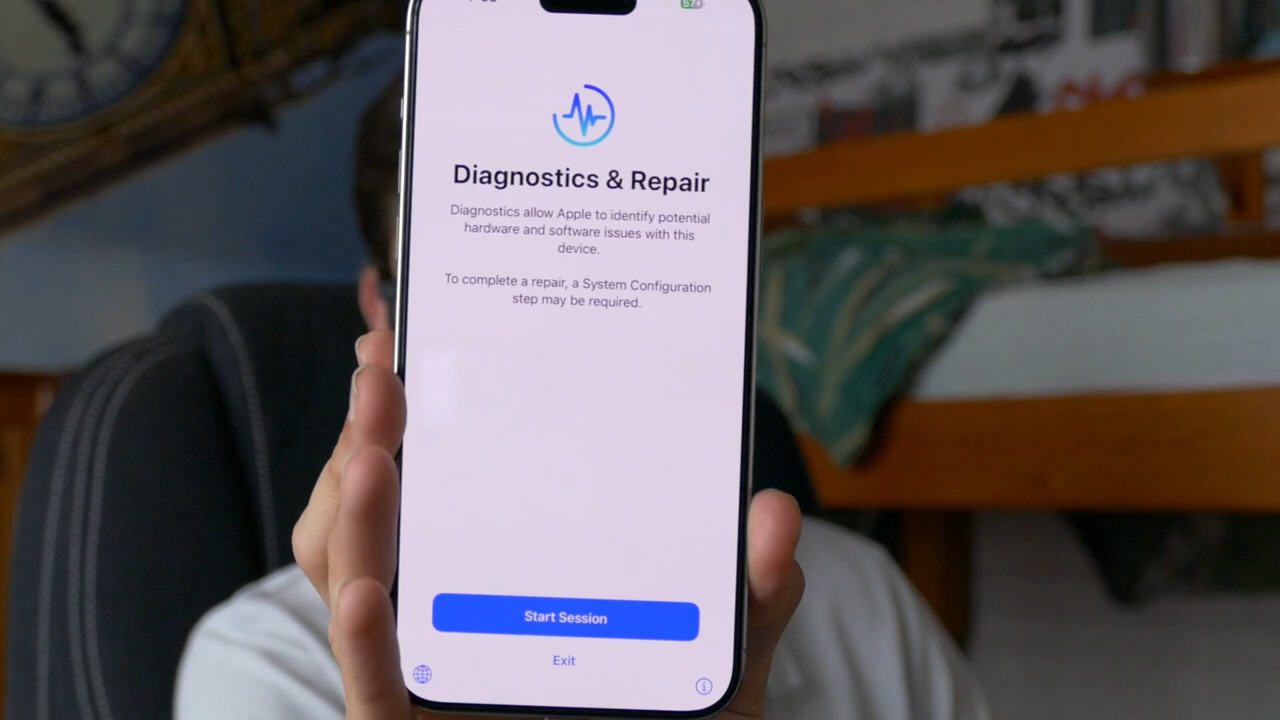 57
Diagnostics & Repair
Diagnostics allow Apple to identify potential
hardware and software issues with this
device.
To complete a repair, a System Configuration
step may be required.
Start Session
Exit